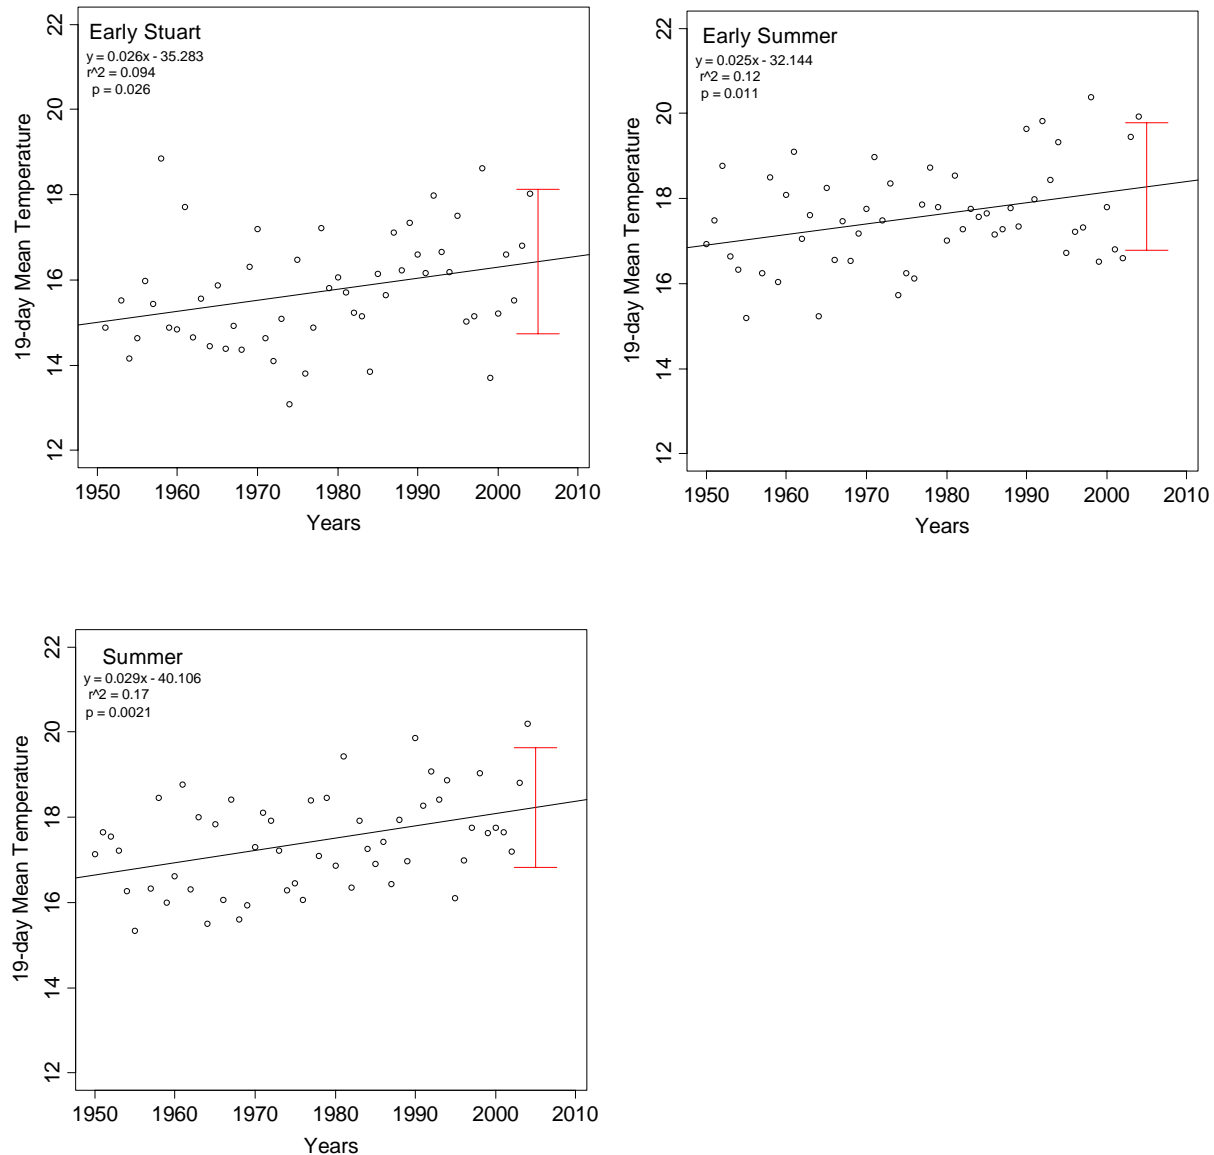 Early Stuart
y = 0.026x - 35.283
r^2 = 0.094
p = 0.026
19-day Mean Temperature
22
20
18
16
14
12
1950 1960 1970 1980 1990 2000 2010
Years
Early Summer
y = 0.025x - 32.144
r^2 = 0.12
p = 0.011
19-day Mean Temperature
22
20
18
16
14
12
1950 1960 1970 1980 1990 2000 2010
Years
Summer
y = 0.029x - 40.106
r^2 = 0.17
p = 0.0021
19-day Mean Temperature
22
20
18
16
14
12
1950 1960 1970 1980 1990 2000 2010
Years